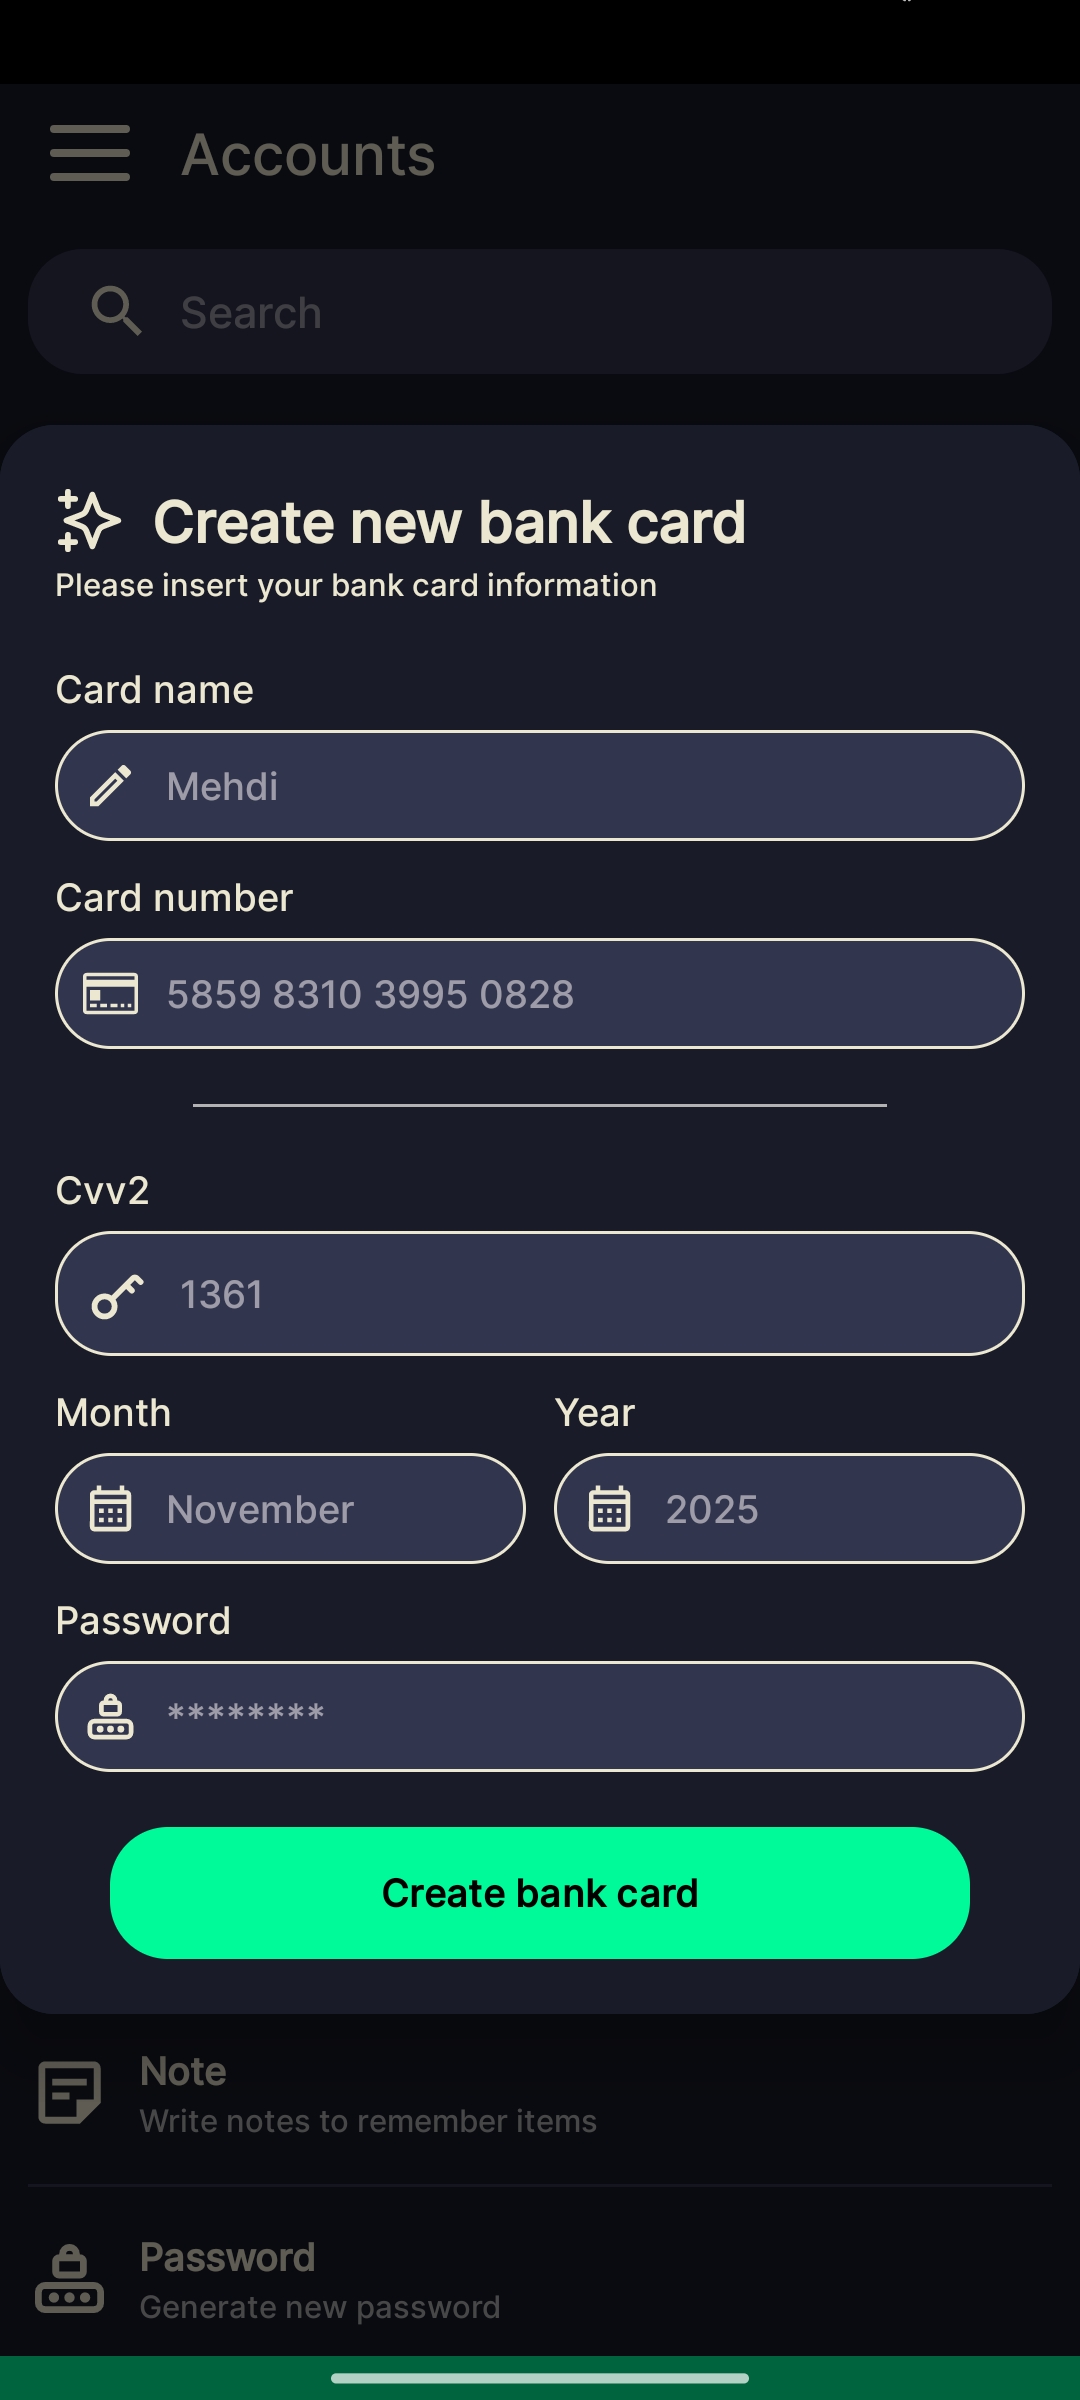 Accounts
Search
Create new bank card
Please insert your bank card information
Card name
Mehdi
Card number
5859 8310 3995 0828
Cvv2
1361
Month
Year
November
2025
Password
********
Create bank card
Note
Write notes to remember items
Password
Generate new password